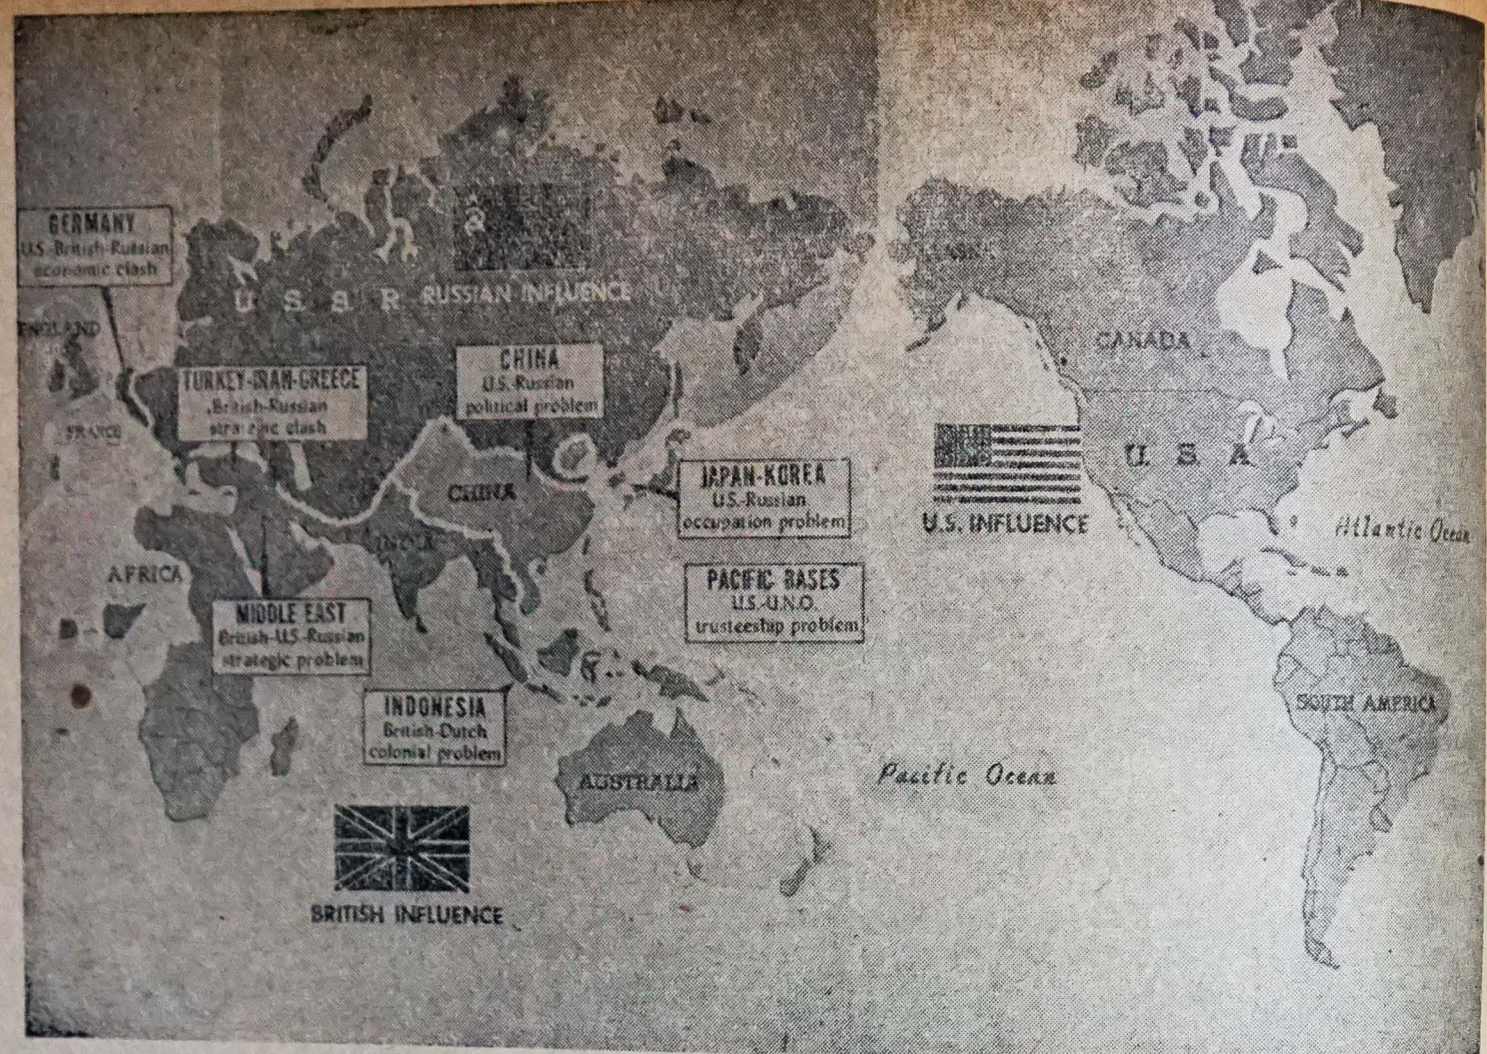 GERMANY
U.S.-British-Russian
economic clash
U S S R RUSSIAN INFLUENCE
ENGLAND
CANADA
CHINA
U.S.-Russian
political problem
TURKEY-IRAN-GREECE
British-Russian
strategic clash
FRANCE
U. S. A.
JAPAN-KOREA
U.S.-Russian
occupation problem
CHINA
U.S. INFLUENCE
Atlantic Ocean
INDIA
AFRICA
PACIFIC BASES
U.S.-U.N.O.
trusteeship problem
MIDDLE EAST
British-U.S.-Russian
strategic problem
INDONESIA
British-Dutch
colonial problem
SOUTH AMERICA
AUSTRALIA
Pacific Ocean
BRITISH INFLUENCE